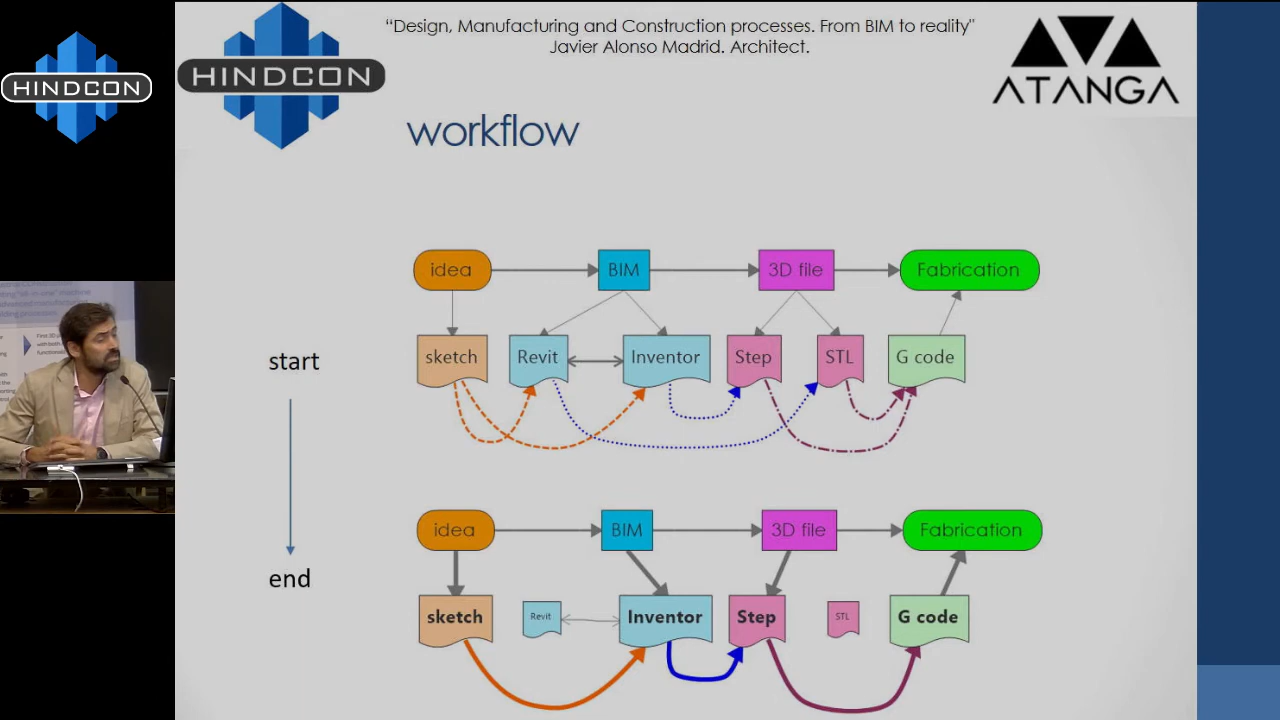 HINDCON
HINDCON
“Design, Manufacturing and Construction processes. From BIM to reality"
Javier Alonso Madrid. Architect.
ATANGA
workflow
idea
BIM
3D file
Fabrication
start
sketch
Revit
Inventor
Step
STL
G code
idea
BIM
3D file
Fabrication
end
sketch
Revit
Inventor
Step
STL
G code